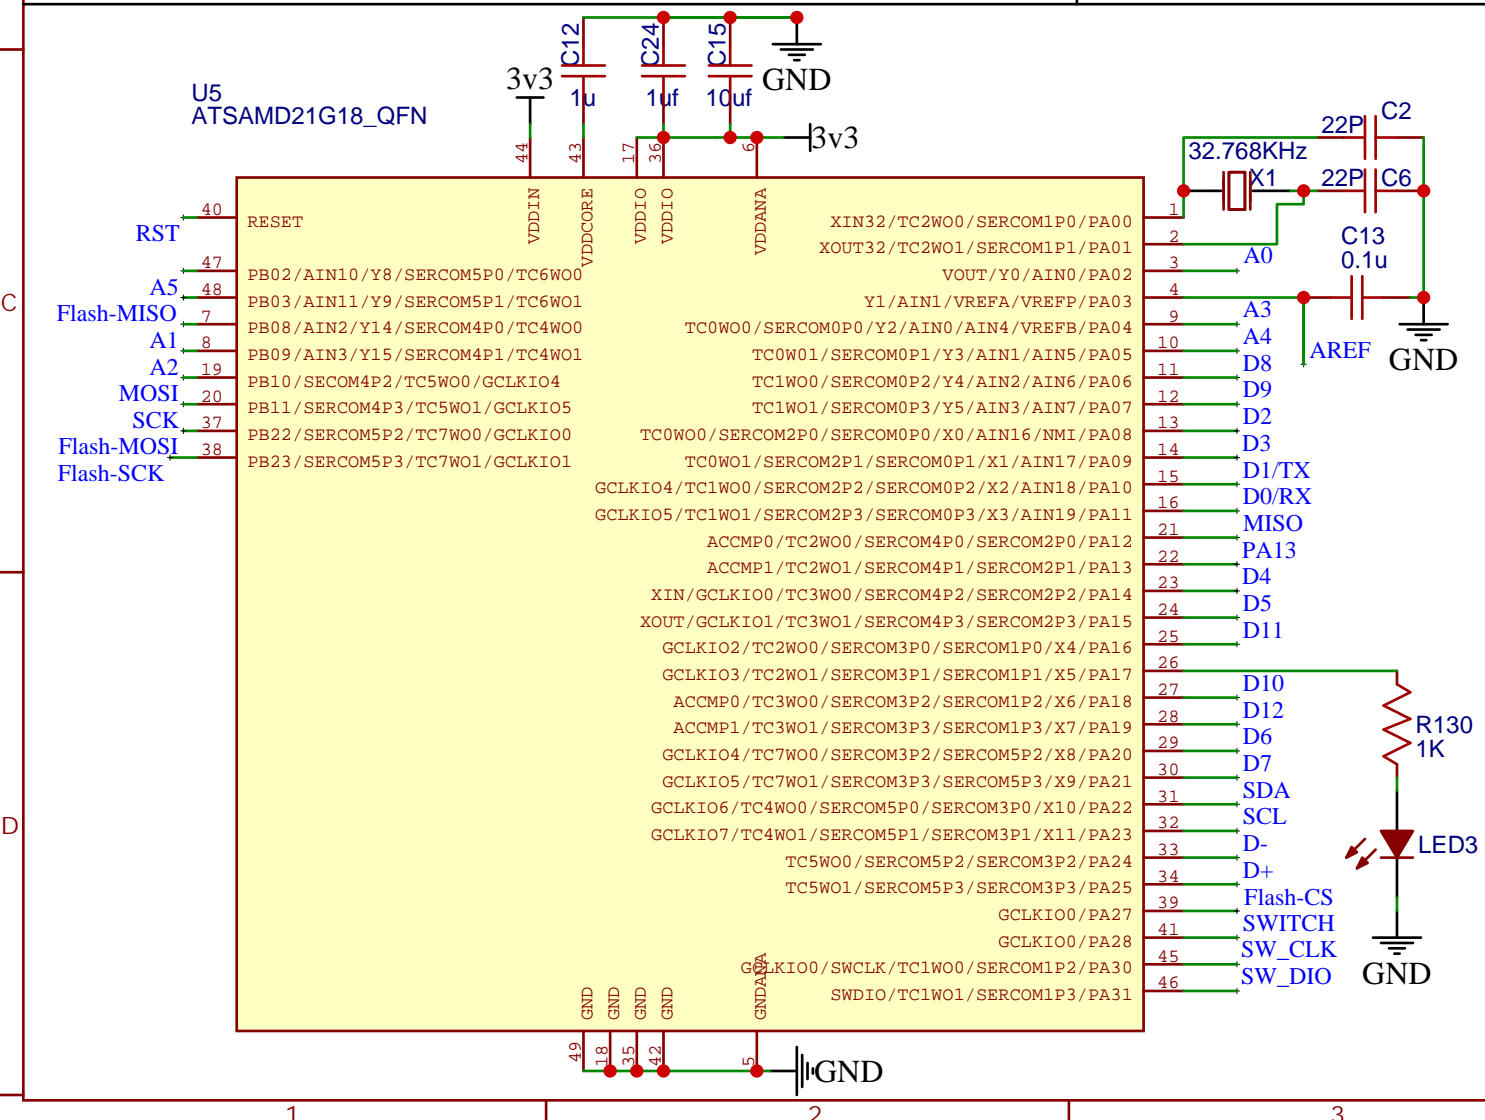 C12
C24
C15
GND
3v3
1u
1uf
10uf
U5
ATSAMD21G18_QFN
44
43
17
36
6
3v3
VDDIN
VDDCORE
VDDIO
VDDIO
VDDANA
C2
22P
32.768KHz
X1
22P
C6
C13
0.1u
AREF
GND
40 RESET
RST
47 PB02/AIN10/Y8/SERCOM5P0/TC6WO0
A5
48 PB03/AIN11/Y9/SERCOM5P1/TC6WO1
Flash-MISO
7 PB08/AIN2/Y14/SERCOM4P0/TC4WO0
A1
8 PB09/AIN3/Y15/SERCOM4P1/TC4WO1
A2
19 PB10/SECOM4P2/TC5WO0/GCLKIO4
MOSI
20 PB11/SERCOM4P3/TC5WO1/GCLKIO5
SCK
37 PB22/SERCOM5P2/TC7WO0/GCLKIO0
Flash-MOSI
38 PB23/SERCOM5P3/TC7WO1/GCLKIO1
Flash-SCK
XIN32/TC2WO0/SERCOM1P0/PA00 1
XOUT32/TC2WO1/SERCOM1P1/PA01 2
A0
VOUT/Y0/AIN0/PA02 3
Y1/AIN1/VREFA/VREFP/PA03 4
A3
TC0WO0/SERCOM0P0/Y2/AIN0/AIN4/VREFB/PA04 9
A4
TC0W01/SERCOM0P1/Y3/AIN1/AIN5/PA05 10
D8
TC1WO0/SERCOM0P2/Y4/AIN2/AIN6/PA06 11
D9
TC1WO1/SERCOM0P3/Y5/AIN3/AIN7/PA07 12
D2
TC0WO0/SERCOM2P0/SERCOM0P0/X0/AIN16/NMI/PA08 13
D3
TC0WO1/SERCOM2P1/SERCOM0P1/X1/AIN17/PA09 14
D1/TX
GCLKIO4/TC1WO0/SERCOM2P2/SERCOM0P2/X2/AIN18/PA10 15
D0/RX
GCLKIO5/TC1WO1/SERCOM2P3/SERCOM0P3/X3/AIN19/PA11 16
MISO
ACCMP0/TC2WO0/SERCOM4P0/SERCOM2P0/PA12 21
PA13
ACCMP1/TC2WO1/SERCOM4P1/SERCOM2P1/PA13 22
D4
XIN/GCLKIO0/TC3WO0/SERCOM4P2/SERCOM2P2/PA14 23
D5
XOUT/GCLKIO1/TC3WO1/SERCOM4P3/SERCOM2P3/PA15 24
D11
GCLKIO2/TC2WO0/SERCOM3P0/SERCOM1P0/X4/PA16 25
GCLKIO3/TC2WO1/SERCOM3P1/SERCOM1P1/X5/PA17 26
D10
ACCMP0/TC3WO0/SERCOM3P2/SERCOM1P2/X6/PA18 27
D12
ACCMP1/TC3WO1/SERCOM3P3/SERCOM1P3/X7/PA19 28
D6
GCLKIO4/TC7WO0/SERCOM3P2/SERCOM5P2/X8/PA20 29
D7
GCLKIO5/TC7WO1/SERCOM3P3/SERCOM5P3/X9/PA21 30
SDA
GCLKIO6/TC4WO0/SERCOM5P0/SERCOM3P0/X10/PA22 31
SCL
GCLKIO7/TC4WO1/SERCOM5P1/SERCOM3P1/X11/PA23 32
D-
TC5WO0/SERCOM5P2/SERCOM3P2/PA24 33
D+
TC5WO1/SERCOM5P3/SERCOM3P3/PA25 34
Flash-CS
GCLKIO0/PA27 39
SWITCH
GCLKIO0/PA28 41
SW_CLK
GCLKIO0/SWCLK/TC1WO0/SERCOM1P2/PA30 45
SW_DIO
SWDIO/TC1WO1/SERCOM1P3/PA31 46
R130
1K
LED3
GND
GND
GND
GND
GND
GNDANA
49
18
35
42
5
GND
C
D
1
2
3